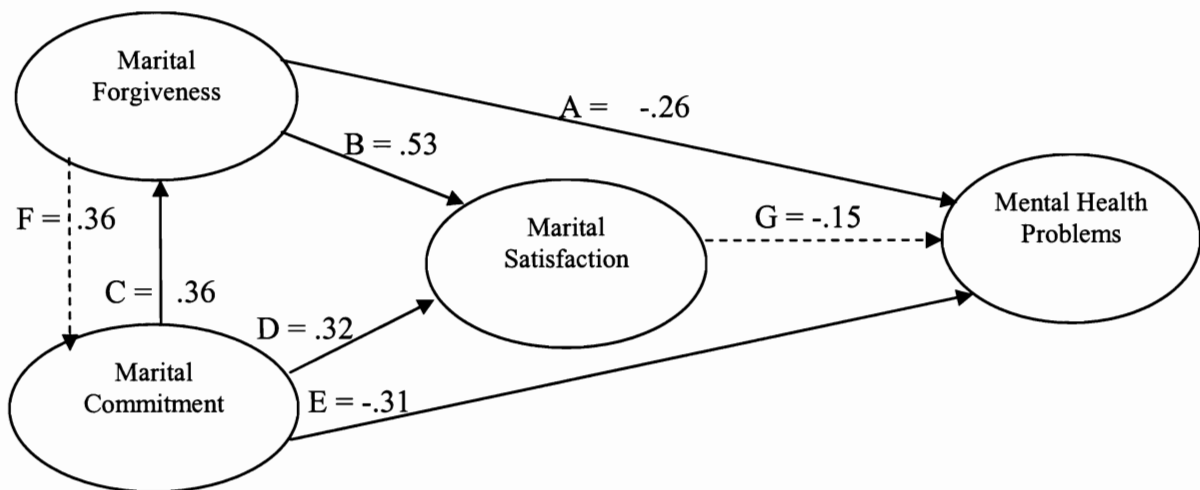 Marital
Forgiveness
A = -.26
B = .53
Mental Health
Problems
F = .36
Marital
Satisfaction
G = -.15
C = .36
D = .32
Marital
Commitment
E = -.31